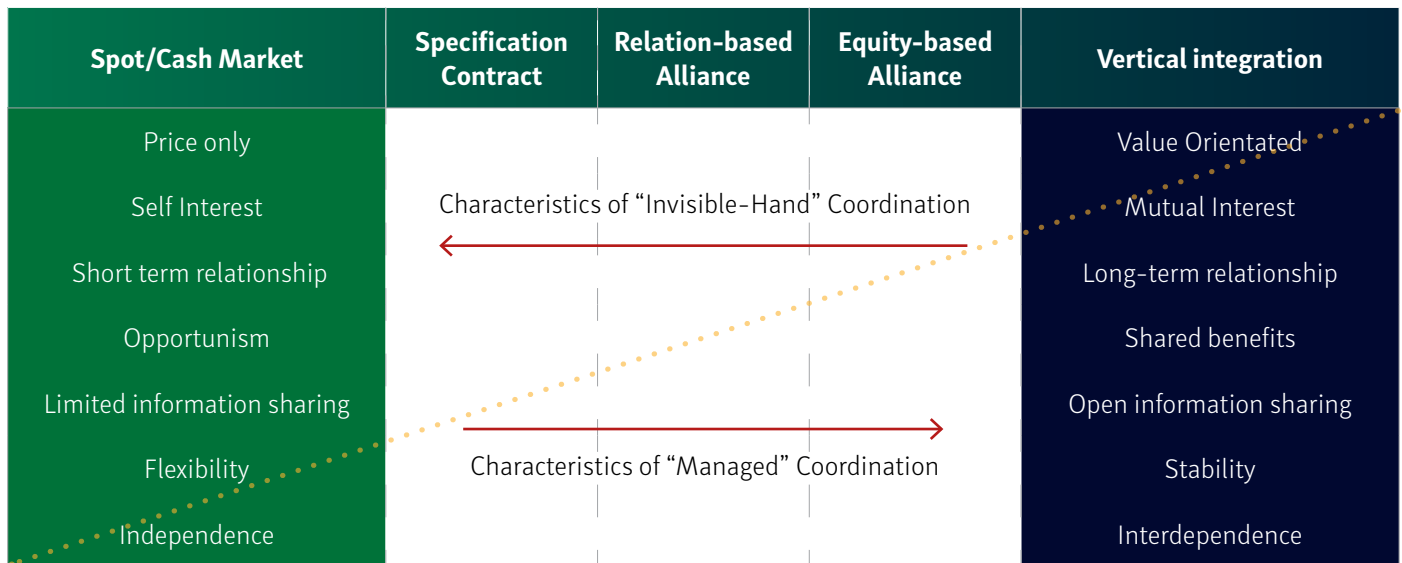 Spot/Cash Market
Specification
Contract
Relation-based
Alliance
Equity-based
Alliance
Vertical integration
Price only
Self Interest
Short term relationship
Opportunism
Limited information sharing
Flexibility
Independence
Characteristics of “Invisible-Hand” Coordination
Characteristics of “Managed” Coordination
Value Orientated
Mutual Interest
Long-term relationship
Shared benefits
Open information sharing
Stability
Interdependence